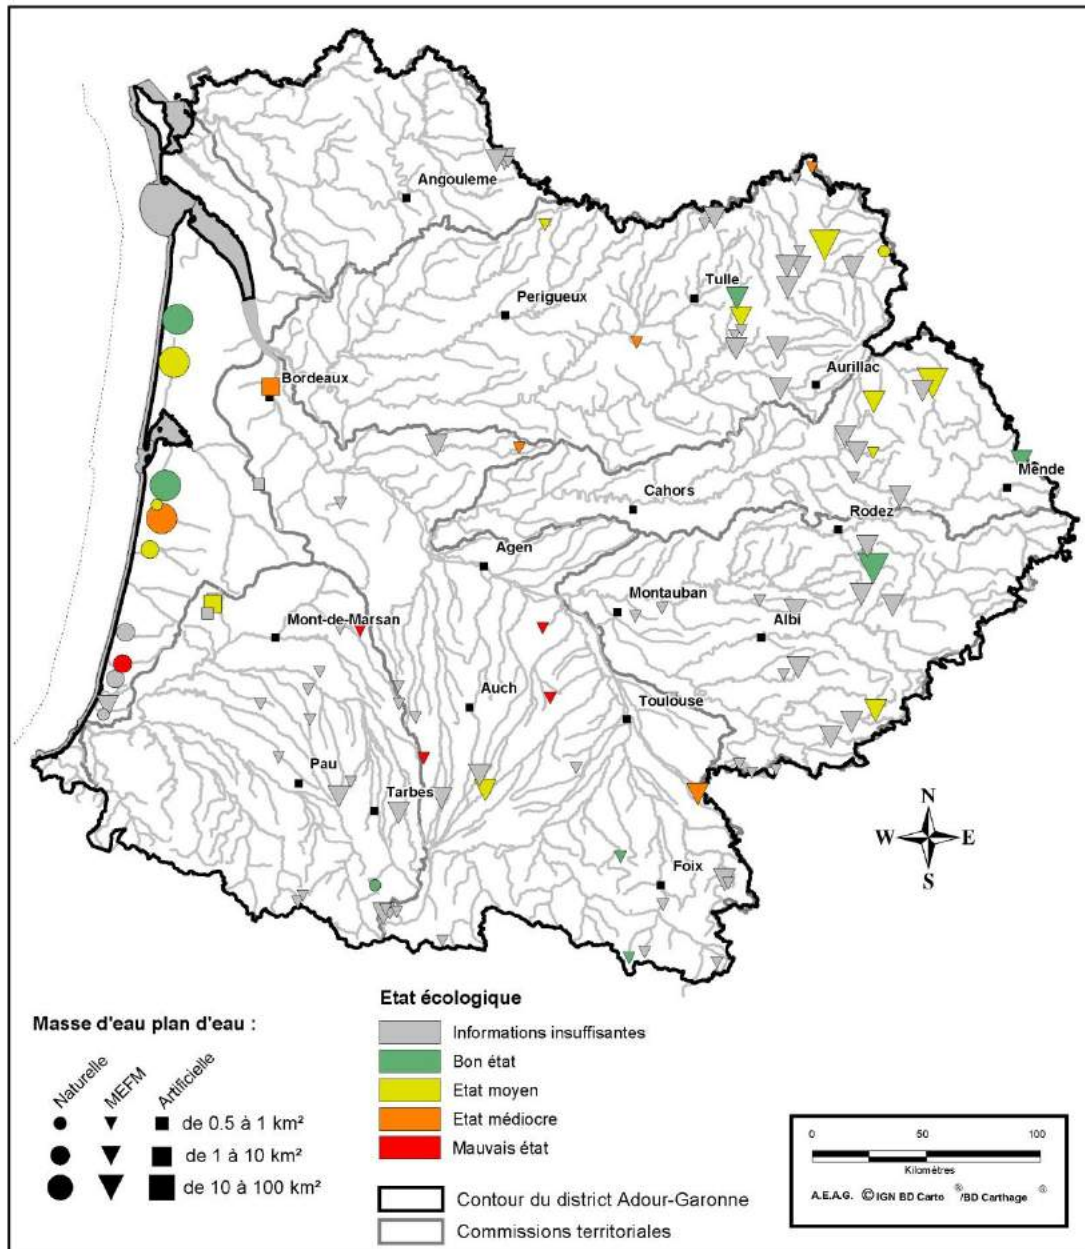 Angouleme
Perigueux
Tulle
Bordeaux
Aurillac
Mende
Cahors
Rodez
Agen
Montauban
Albi
Mont-de-Marsan
Auch
Toulouse
Pau
Tarbes
Foix
N
W E
S
Masse d'eau plan d'eau :
Naturelle
MEFM
Artificielle
de 0.5 à 1 km²
de 1 à 10 km²
de 10 à 100 km²
Etat écologique
Informations insuffisantes
Bon état
Etat moyen
Etat médiocre
Mauvais état
Contour du district Adour-Garonne
Commissions territoriales
0 50 100
Kilométres
A.E.A.G. © IGN BD Carto ® /BD Carthage ®